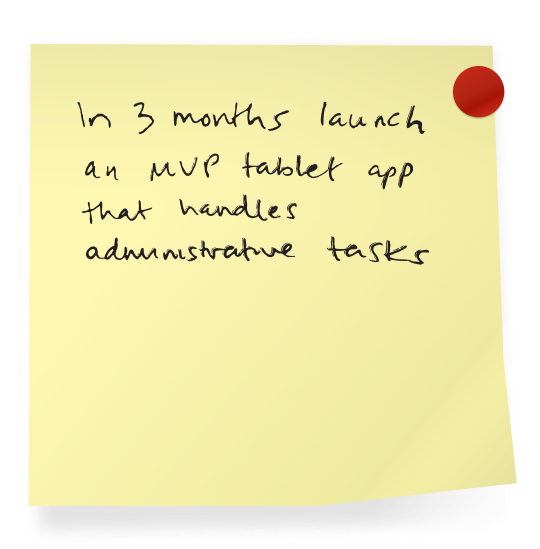 In 3 months launch
an MVP tablet app
that handles
administrative tasks